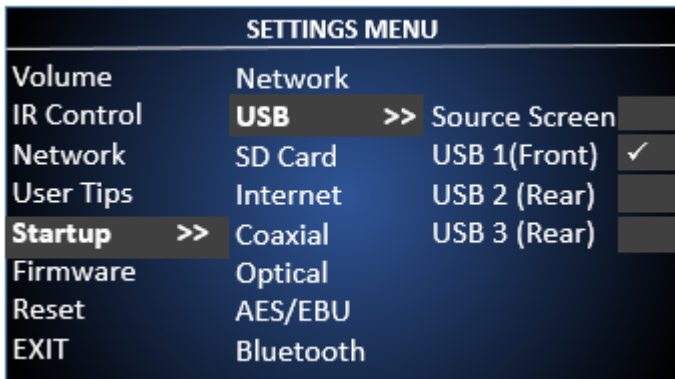 SETTINGS MENU
Volume
IR Control
Network
User Tips
Startup >>
Firmware
Reset
EXIT
Network
USB >>
SD Card
Internet
Coaxial
Optical
AES/EBU
Bluetooth
Source Screen
USB 1(Front) ✓
USB 2 (Rear)
USB 3 (Rear)